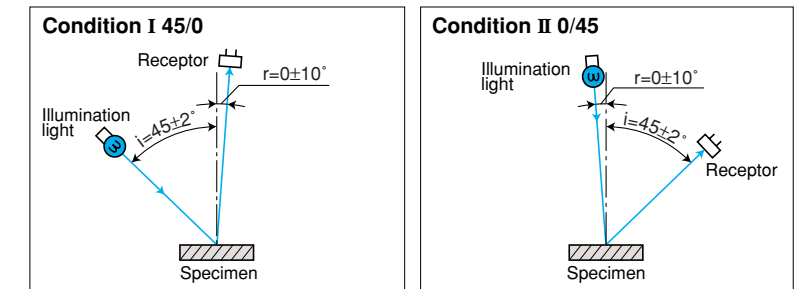 Condition I 45/0
Receptor
r=0±10˚
Illumination
light
i=45±2˚
Specimen
Condition II 0/45
Illumination
light
r=0±10˚
i=45±2˚
Receptor
Specimen